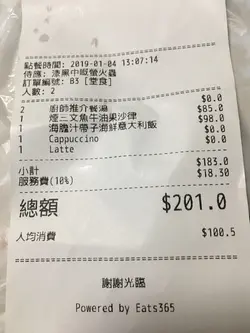 點餐時間: 2019-01-04 13:07:14
侍應: 漆黑中嘅螢火蟲
訂單編號: B3 [堂食]
人數: 2
2 廚師推介餐湯 $0.0
1 煙三文魚牛油果沙律 $85.0
1 海膽汁帶子海鮮意大利飯 $98.0
1 Cappuccino $0.0
1 Latte $0.0
小計 $183.0
服務費(10%) $18.30
總額 $201.0
人均消費 $100.5
謝謝光臨
Powered by Eats365